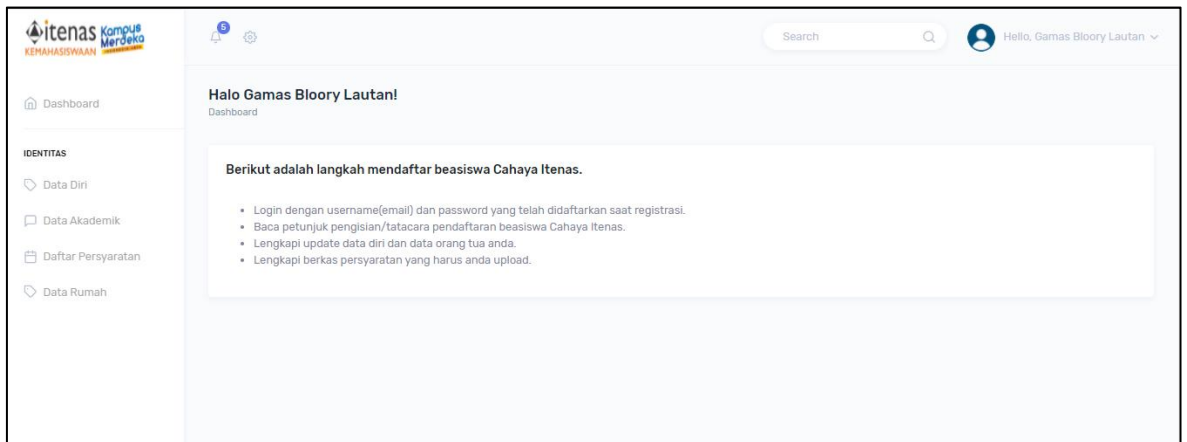 itenas Kampus Merdeka
KEMAHASISWAAN
5
Search
Hello, Gamas Bloory Lautan
Dashboard
IDENTITAS
Data Diri
Data Akademik
Daftar Persyaratan
Data Rumah
Halo Gamas Bloory Lautan!
Dashboard
Berikut adalah langkah mendaftar beasiswa Cahaya Itenas.
Login dengan username(email) dan password yang telah didaftarkan saat registrasi.
Baca petunjuk pengisian/tatacara pendaftaran beasiswa Cahaya Itenas.
Lengkapi update data diri dan data orang tua anda.
Lengkapi berkas persyaratan yang harus anda upload.